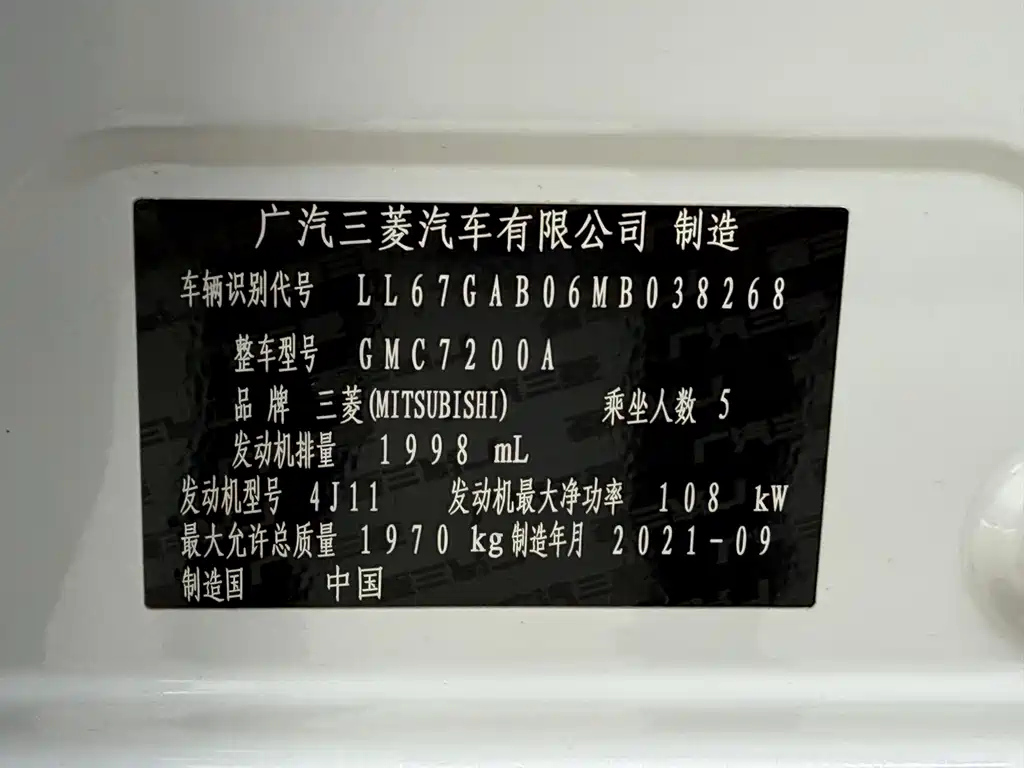 广汽三菱汽车有限公司 制造
车辆识别代号 LL67GAB06MB038268
整车型号 GMC7200A
品牌 三菱(MITSUBISHI) 乘坐人数 5
发动机排量 1998 mL
发动机型号 4J11 发动机最大净功率 108 kW
最大允许总质量 1970 kg 制造年月 2021-09
制造国 中国